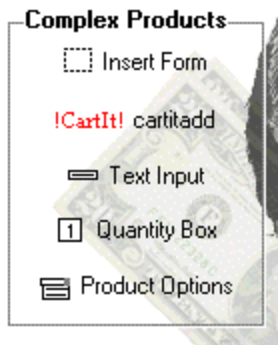 Complex Products
Insert Form
!CartIt! cartitadd
Text Input
1 Quantity Box
Product Options